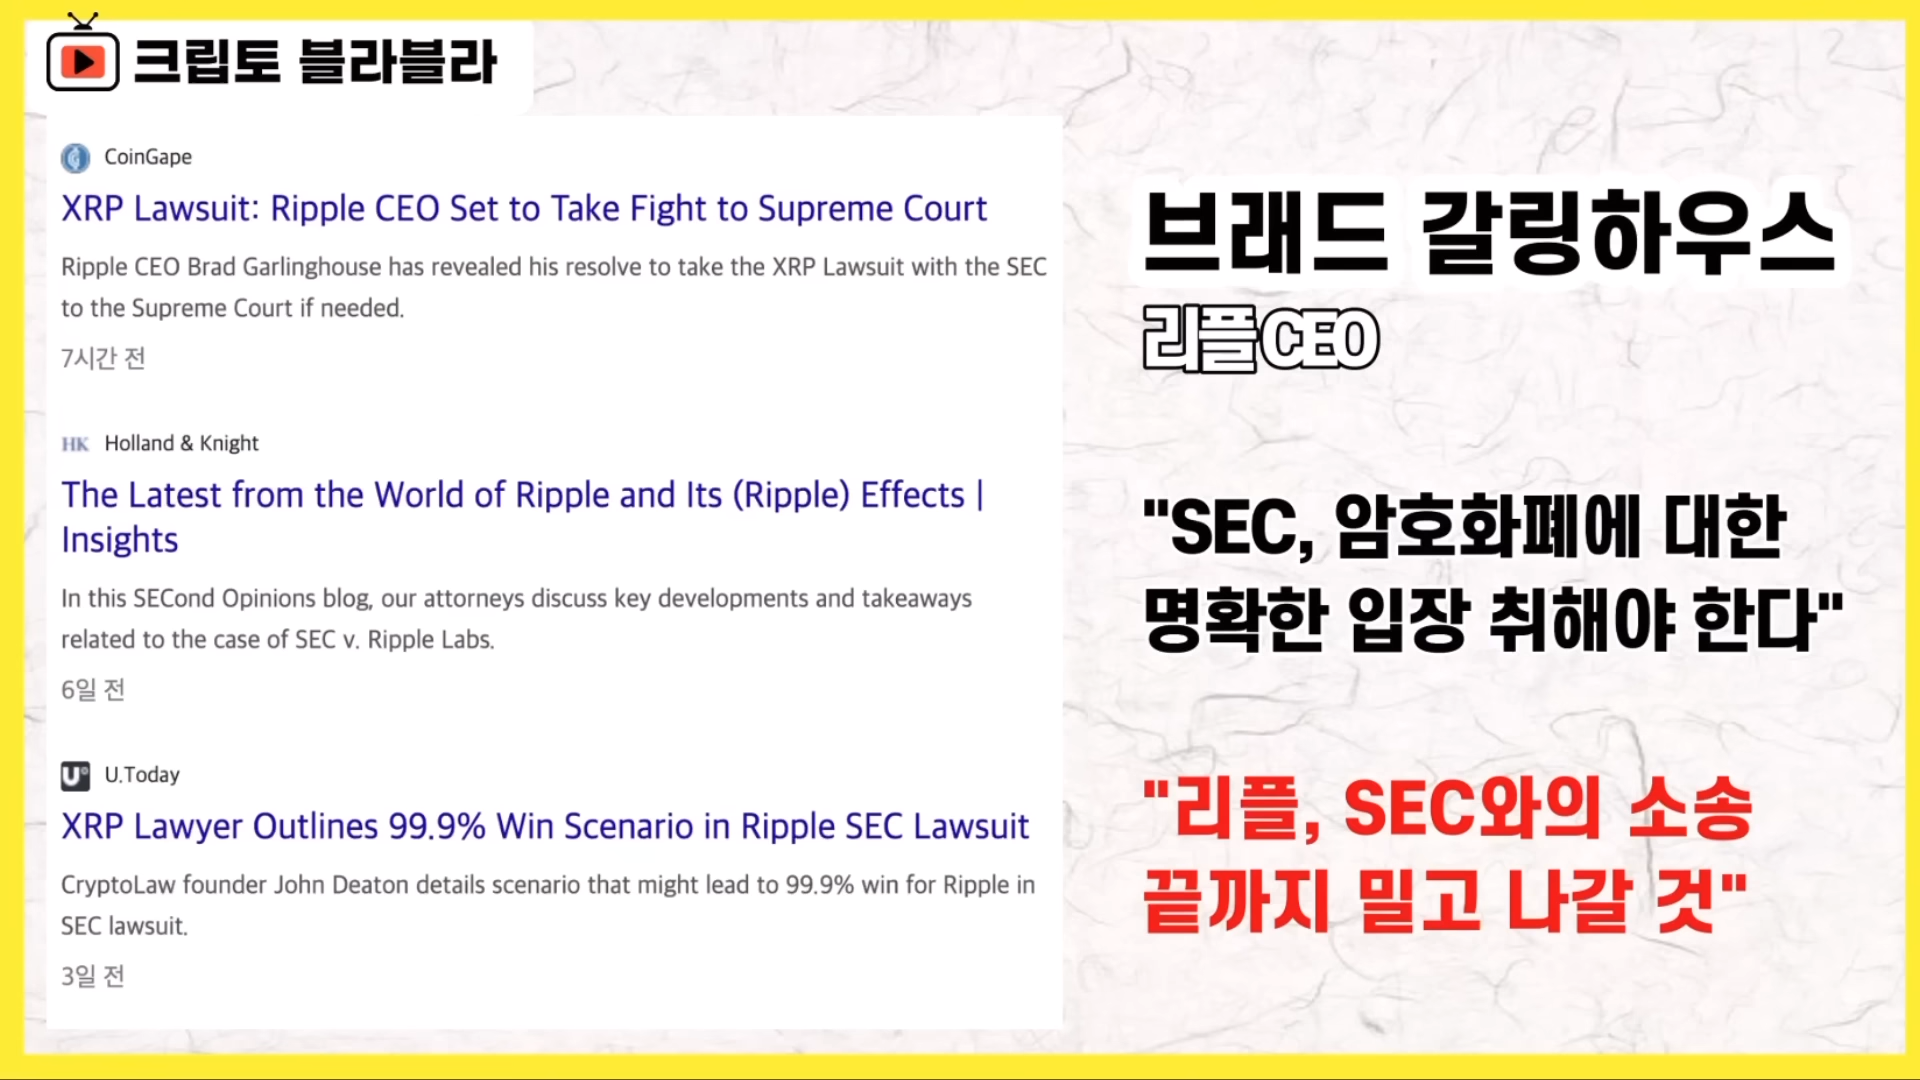 크립토 블라블라
CoinGape
XRP Lawsuit: Ripple CEO Set to Take Fight to Supreme Court
Ripple CEO Brad Garlinghouse has revealed his resolve to take the XRP Lawsuit with the SEC
to the Supreme Court if needed.
7시간 전
HK Holland & Knight
The Latest from the World of Ripple and Its (Ripple) Effects |
Insights
In this SECond Opinions blog, our attorneys discuss key developments and takeaways
related to the case of SEC v. Ripple Labs.
6일 전
U U.Today
XRP Lawyer Outlines 99.9% Win Scenario in Ripple SEC Lawsuit
CryptoLaw founder John Deaton details scenario that might lead to 99.9% win for Ripple in
SEC lawsuit.
3일 전
브래드 갈링하우스
리플 CEO
"SEC, 암호화폐에 대한
명확한 입장 취해야 한다"
"리플, SEC와의 소송
끝까지 밀고 나갈 것"